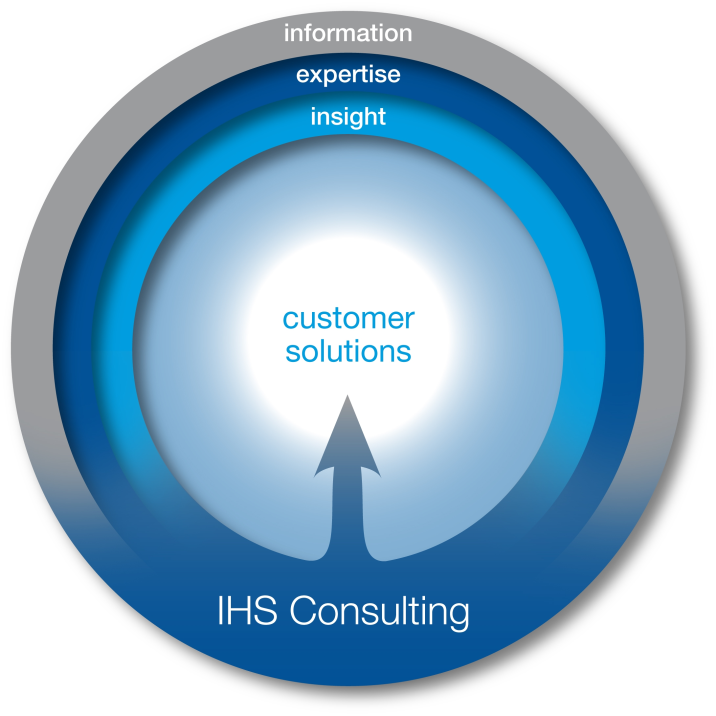 information
expertise
insight
customer
solutions
IHS Consulting